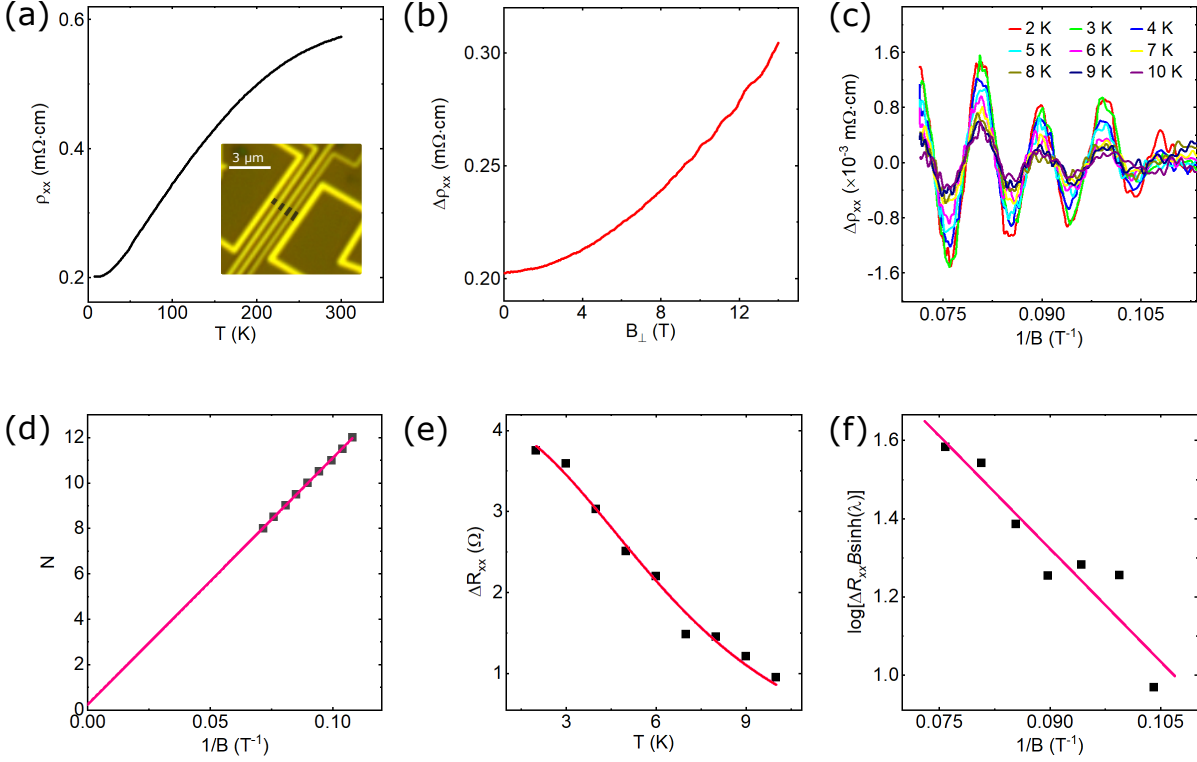 (a)
0.6
0.4
0.2
ρxx (mΩ·cm)
3 μm
0
100
200
300
T (K)
(b)
0.30
0.25
0.20
Δρxx (mΩ·cm)
0
4
8
12
B⊥ (T)
(c)
2 K 3 K 4 K
5 K 6 K 7 K
8 K 9 K 10 K
1.6
0.8
0.0
-0.8
-1.6
Δρxx (×10⁻³ mΩ·cm)
0.075
0.090
0.105
1/B (T⁻¹)
(d)
12
10
8
6
4
2
0
N
0.00
0.05
0.10
1/B (T⁻¹)
(e)
4
3
2
1
ΔRxx (Ω)
3
6
9
T (K)
(f)
1.6
1.4
1.2
1.0
log[ΔRxxBsinh(λ)]
0.075
0.090
0.105
1/B (T⁻¹)